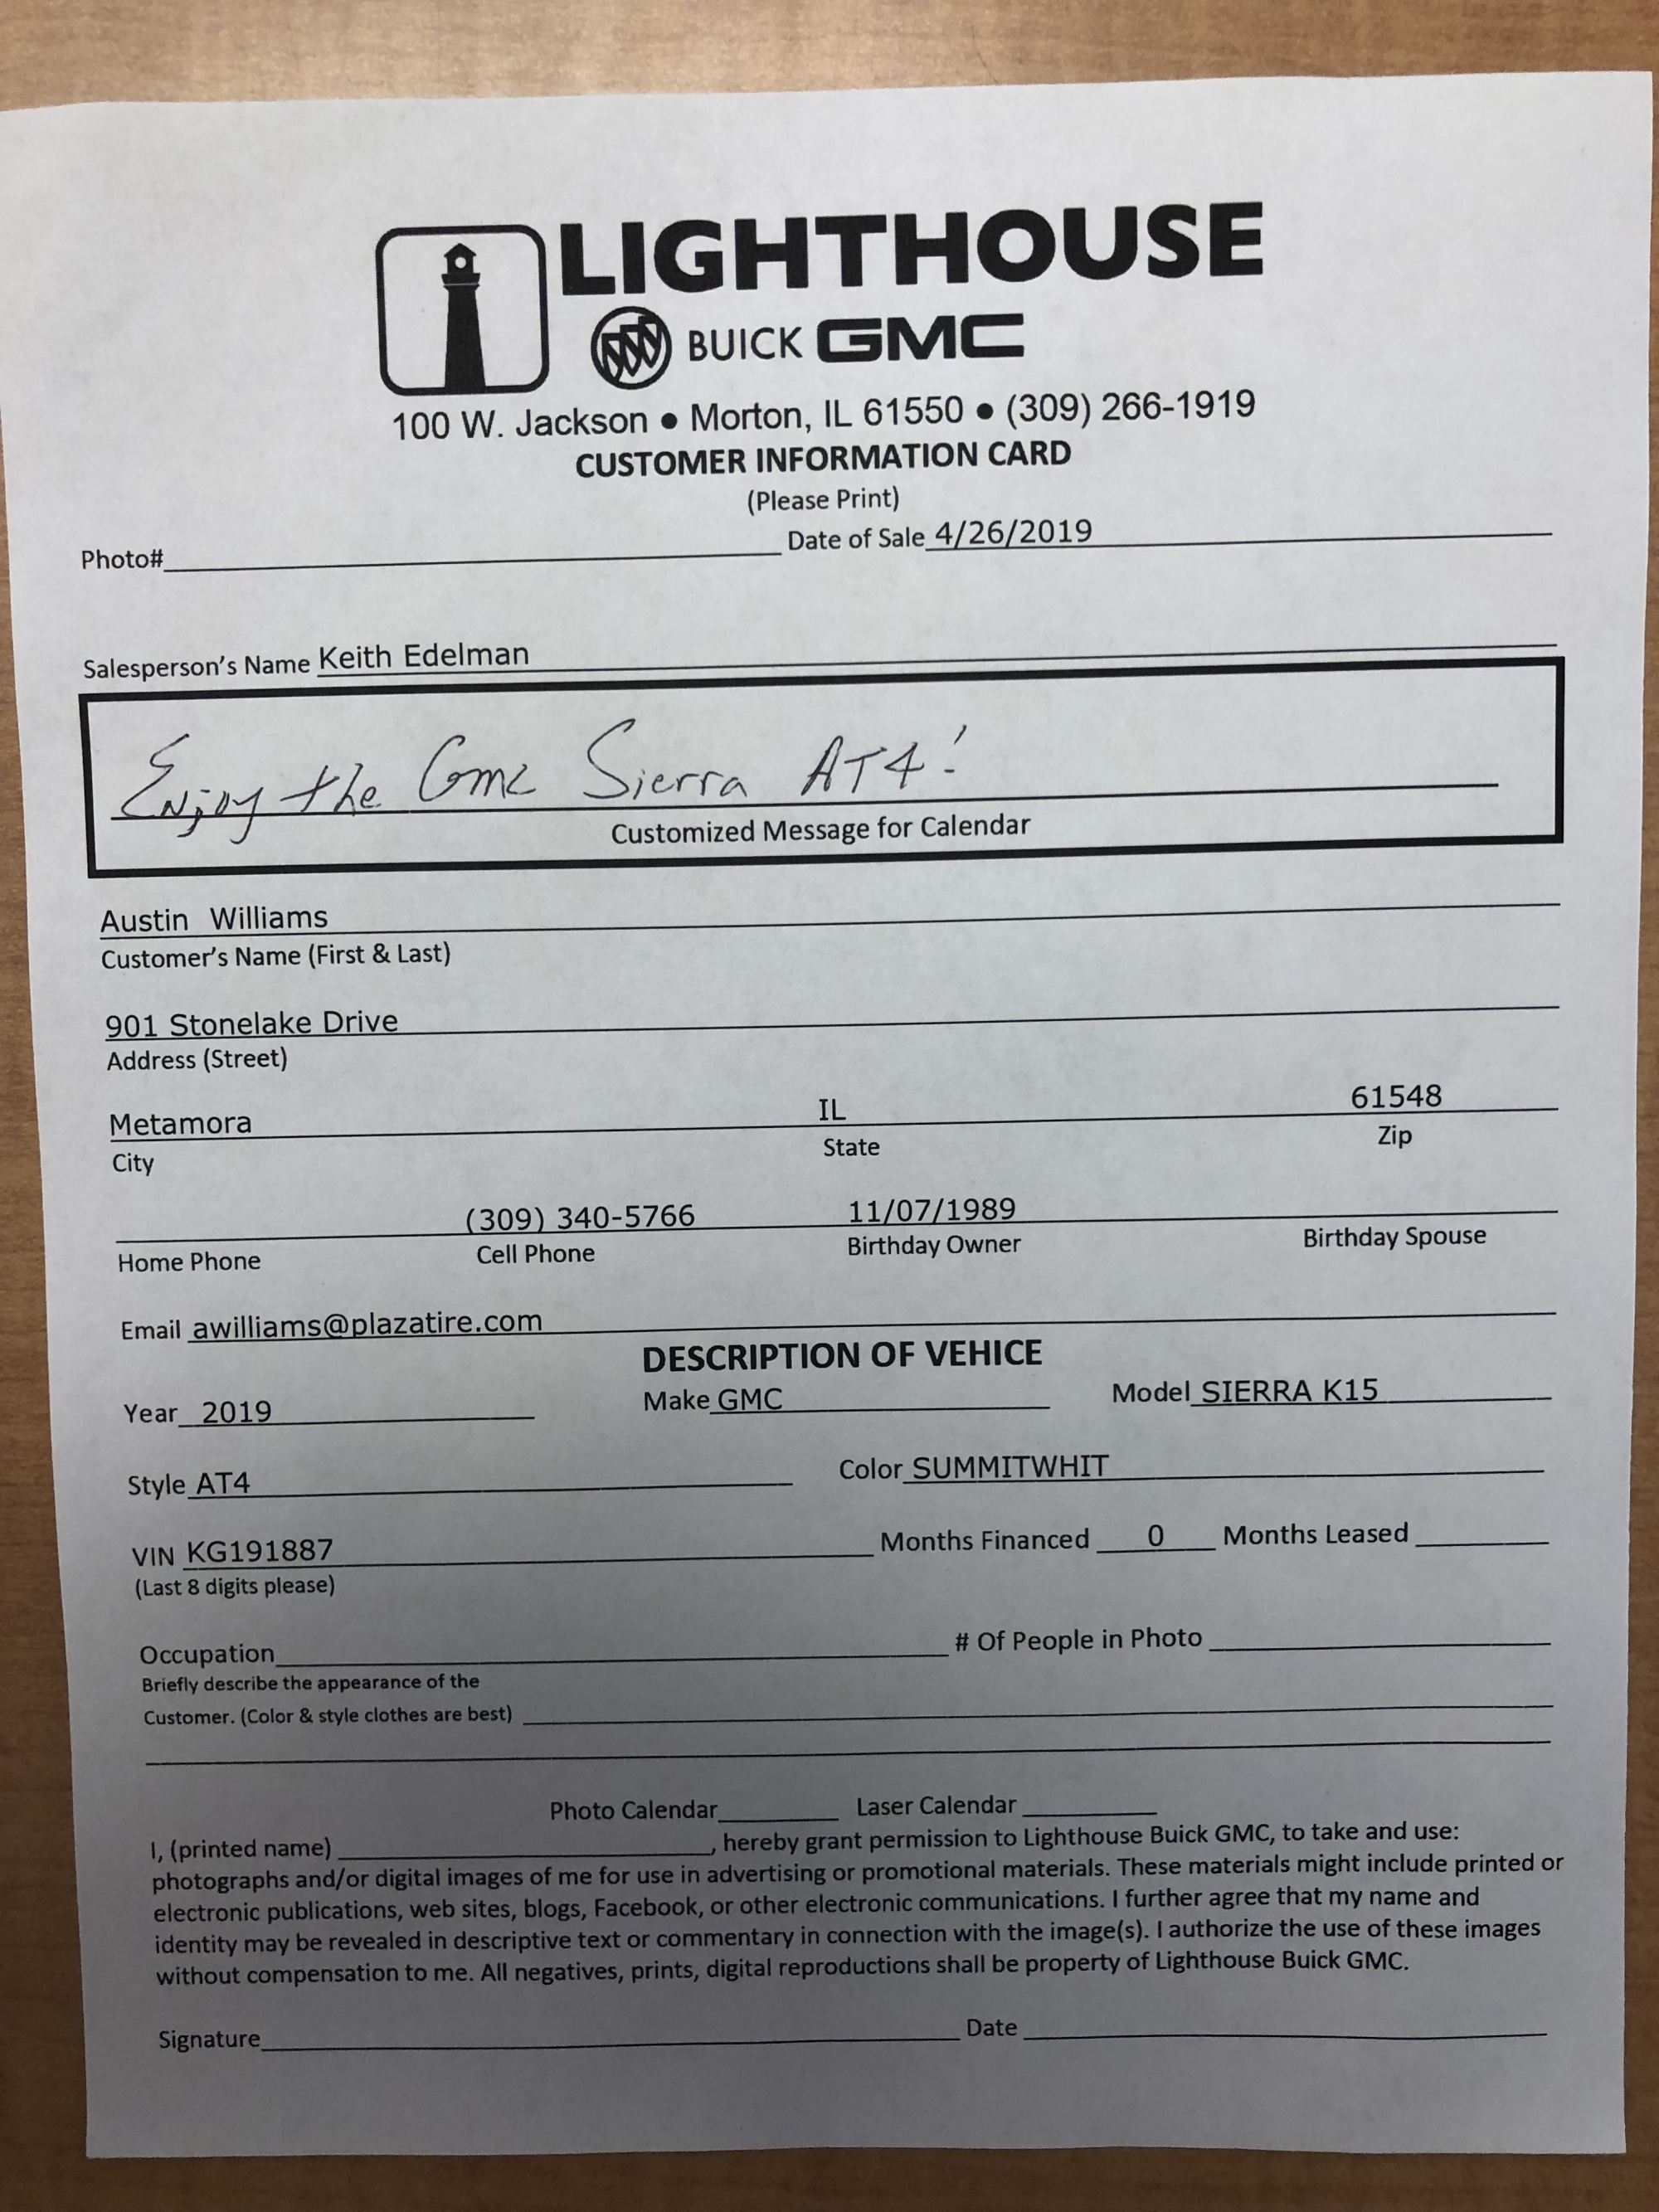 LIGHTHOUSE
BUICK GMC
100 W. Jackson ● Morton, IL 61550 ● (309) 266-1919
CUSTOMER INFORMATION CARD
(Please Print)
Photo# Date of Sale 4/26/2019
Salesperson's Name Keith Edelman
Enjoy the Gmc Sierra AT4!
Customized Message for Calendar
Austin Williams
Customer's Name (First & Last)
901 Stonelake Drive
Address (Street)
Metamora IL 61548
City State Zip
(309) 340-5766 11/07/1989
Home Phone Cell Phone Birthday Owner Birthday Spouse
Email awilliams@plazatire.com
DESCRIPTION OF VEHICE
Year 2019 Make GMC Model SIERRA K15
Style AT4 Color SUMMITWHIT
VIN KG191887 Months Financed 0 Months Leased
(Last 8 digits please)
Occupation # Of People in Photo
Briefly describe the appearance of the
Customer. (Color & style clothes are best)
Photo Calendar Laser Calendar
I, (printed name) , hereby grant permission to Lighthouse Buick GMC, to take and use:
photographs and/or digital images of me for use in advertising or promotional materials. These materials might include printed or
electronic publications, web sites, blogs, Facebook, or other electronic communications. I further agree that my name and
identity may be revealed in descriptive text or commentary in connection with the image(s). I authorize the use of these images
without compensation to me. All negatives, prints, digital reproductions shall be property of Lighthouse Buick GMC.
Signature Date